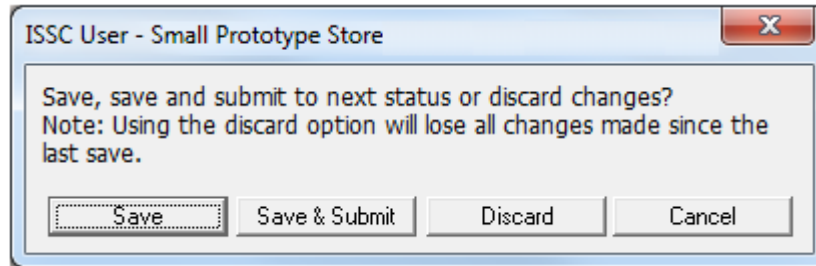 ISSC User - Small Prototype Store
Save, save and submit to next status or discard changes?
Note: Using the discard option will lose all changes made since the
last save.
Save
Save & Submit
Discard
Cancel